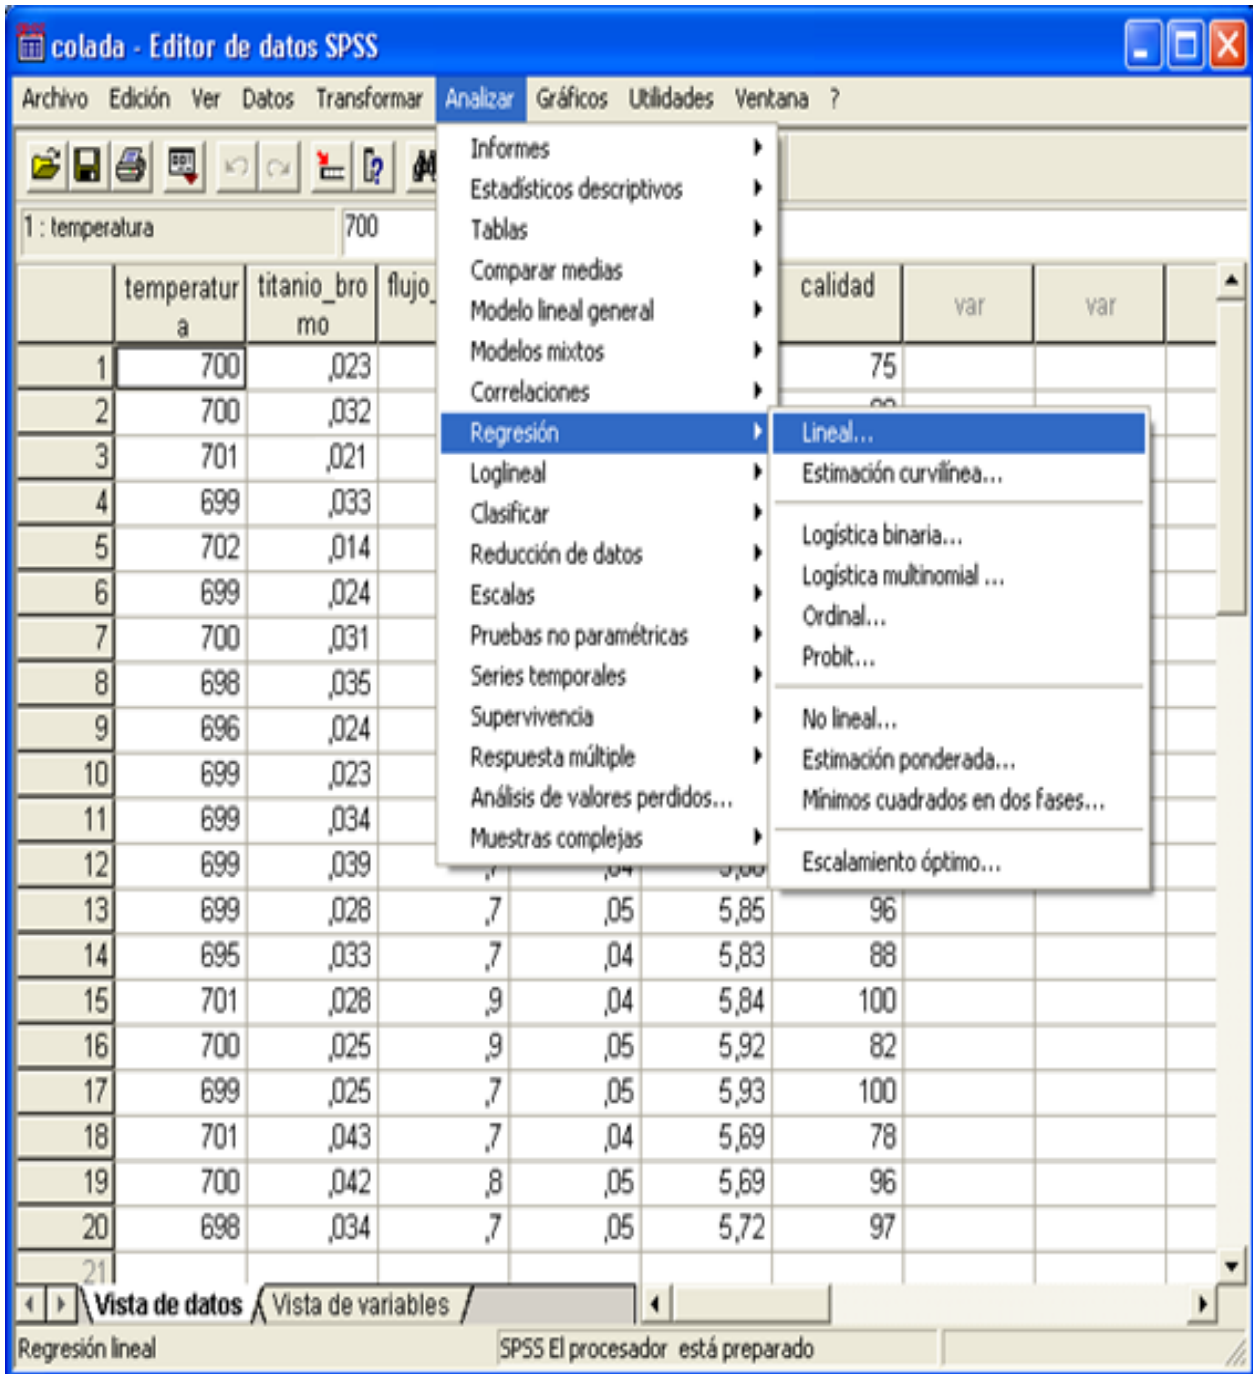 colada - Editor de datos SPSS
Archivo Edición Ver Datos Transformar Analizar Gráficos Utilidades Ventana ?
1 : temperatura 700
temperatur
a
titanio_bro
mo
flujo_
calidad
var
var
1 700 ,023 75
2 700 ,032
3 701 ,021
4 699 ,033
5 702 ,014
6 699 ,024
7 700 ,031
8 698 ,035
9 696 ,024
10 699 ,023
11 699 ,034
12 699 ,039
13 699 ,028 ,7 ,05 5,85 96
14 695 ,033 ,7 ,04 5,83 88
15 701 ,028 ,9 ,04 5,84 100
16 700 ,025 ,9 ,05 5,92 82
17 699 ,025 ,7 ,05 5,93 100
18 701 ,043 ,7 ,04 5,69 78
19 700 ,042 ,8 ,05 5,69 96
20 698 ,034 ,7 ,05 5,72 97
21
Informes
Estadísticos descriptivos
Tablas
Comparar medias
Modelo lineal general
Modelos mixtos
Correlaciones
Regresión
Loglineal
Clasificar
Reducción de datos
Escalas
Pruebas no paramétricas
Series temporales
Supervivencia
Respuesta múltiple
Análisis de valores perdidos...
Muestras complejas
Lineal...
Estimación curvilínea...
Logística binaria...
Logística multinomial ...
Ordinal...
Probit...
No lineal...
Estimación ponderada...
Mínimos cuadrados en dos fases...
Escalamiento óptimo...
Vista de datos Vista de variables
Regresión lineal SPSS El procesador está preparado